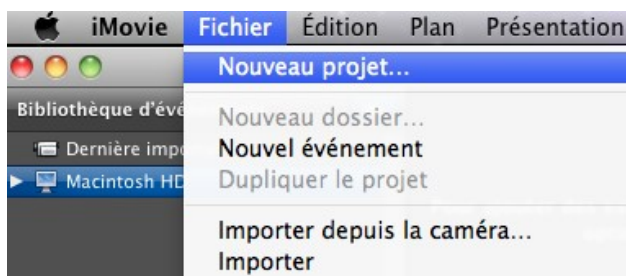 iMovie Fichier Édition Plan Présentation
Nouveau projet...
Bibliothèque d'évé
Nouveau dossier...
Dernière impo
Nouvel événement
Macintosh HD
Dupliquer le projet
Importer depuis la caméra...
Importer